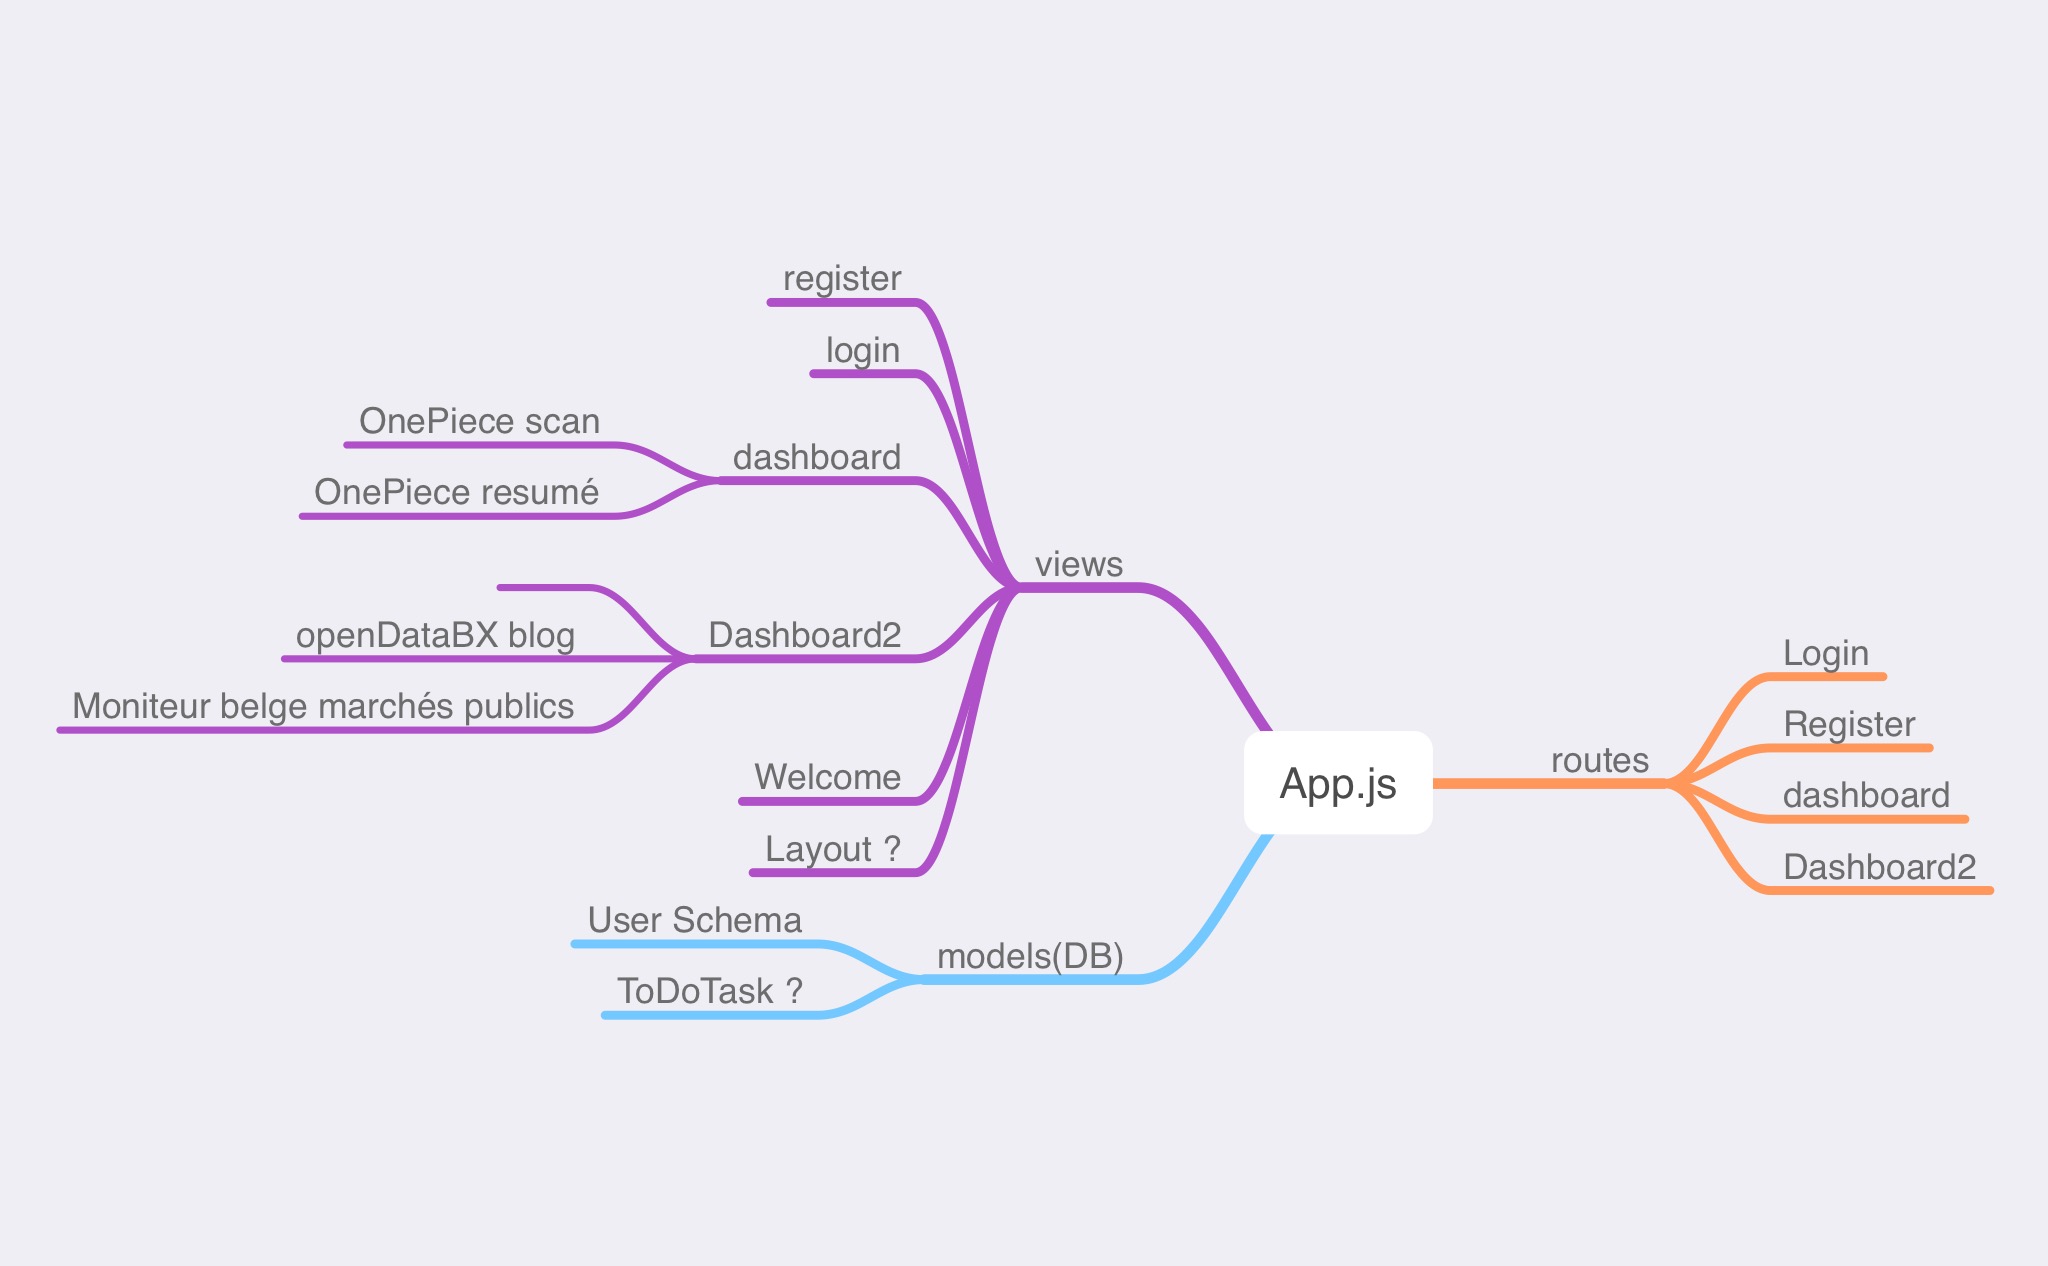 register
login
OnePiece scan
dashboard
OnePiece resumé
views
openDataBX blog
Dashboard2
Moniteur belge marchés publics
Welcome
Layout ?
User Schema
models(DB)
ToDoTask ?
App.js
routes
Login
Register
dashboard
Dashboard2